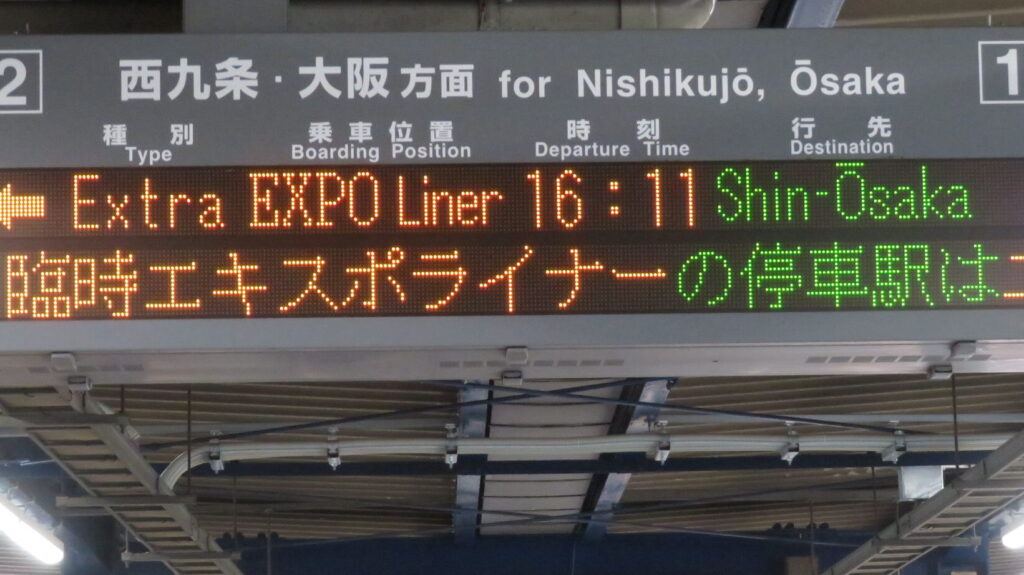 2 西九条・大阪方面 for Nishikujō, Ōsaka 1
種別 乗車位置 時刻 行先
Type Boarding Position Departure Time Destination
← Extra EXPO Liner 16:11 Shin-Ōsaka
臨時エキスポライナーの停車駅は